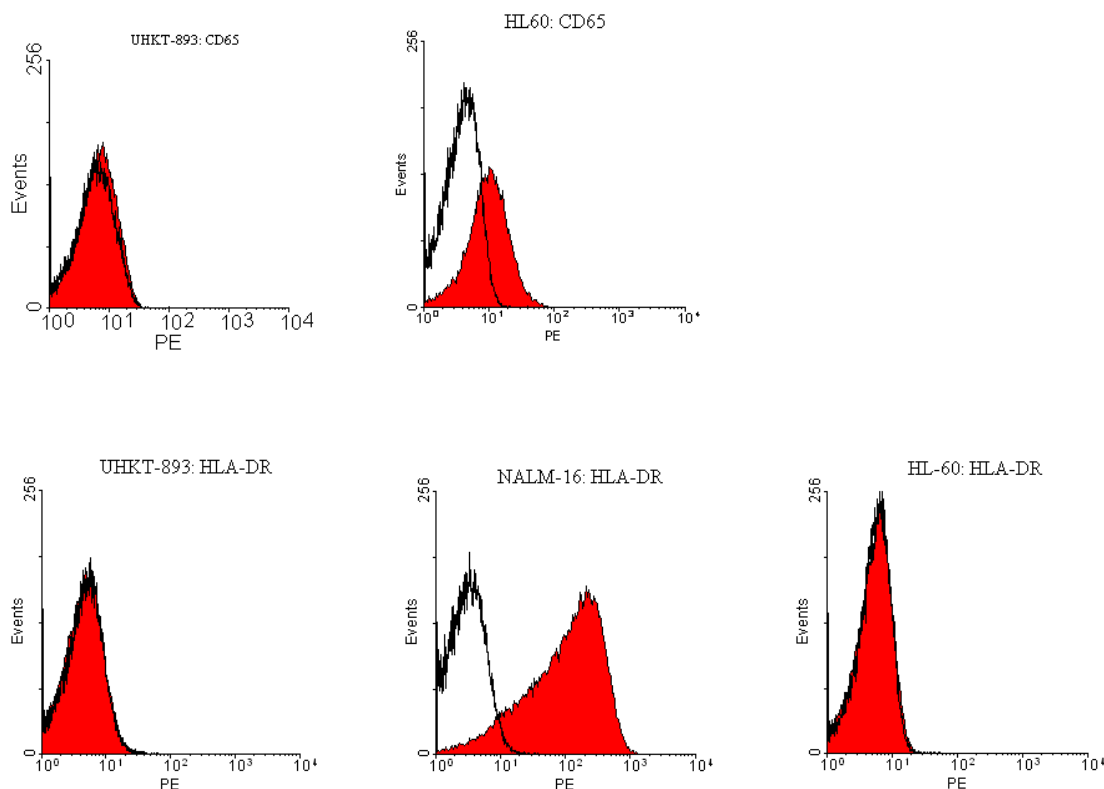 UHKT-893: CD65
HL60: CD65
256
Events
0
10⁰ 10¹ 10² 10³ 10⁴
PE
256
Events
0
10⁰ 10¹ 10² 10³ 10⁴
PE
UHKT-893: HLA-DR
NALM-16: HLA-DR
HL-60: HLA-DR
256
Events
0
10⁰ 10¹ 10² 10³ 10⁴
PE
256
Events
0
10⁰ 10¹ 10² 10³ 10⁴
PE
256
Events
0
10⁰ 10¹ 10² 10³ 10⁴
PE